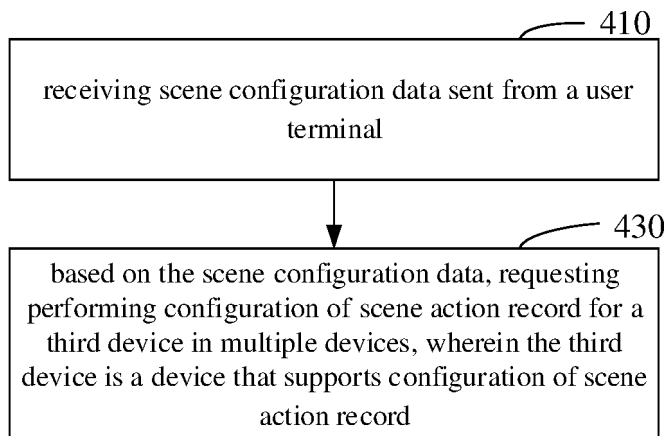 410
receiving scene configuration data sent from a user
terminal
430
based on the scene configuration data, requesting
performing configuration of scene action record for a
third device in multiple devices, wherein the third
device is a device that supports configuration of scene
action record